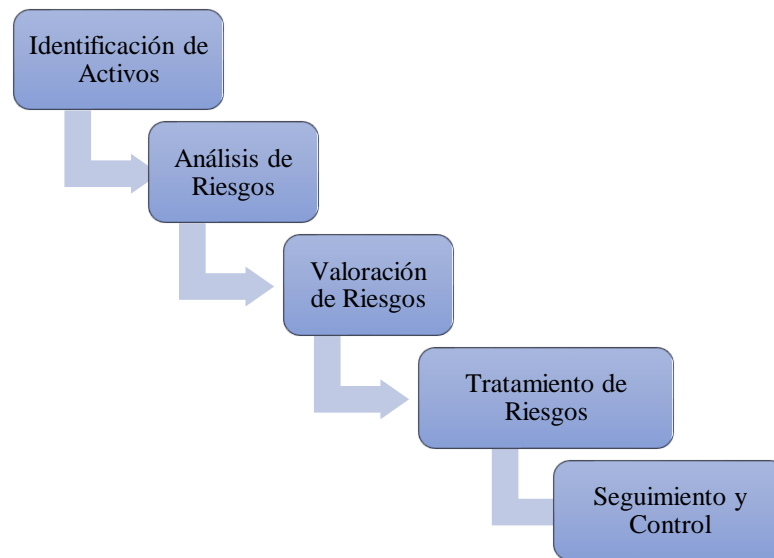 Identificación de
Activos
Análisis de
Riesgos
Valoración
de Riesgos
Tratamiento de
Riesgos
Seguimiento y
Control